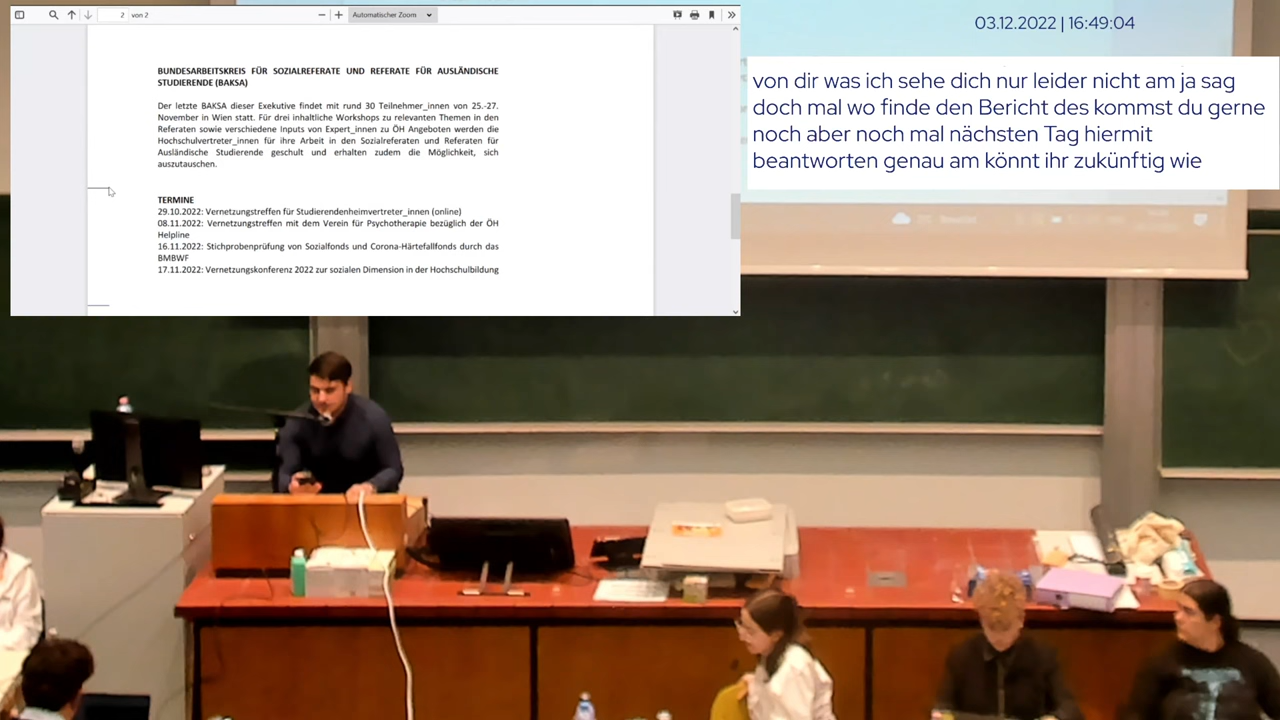 2 von 2
Automatischer Zoom
03.12.2022 | 16:49:04
BUNDESARBEITSKREIS FÜR SOZIALREFERATE UND REFERATE FÜR AUSLÄNDISCHE
STUDIERENDE (BAKSA)
Der letzte BAKSA dieser Exekutive findet mit rund 30 Teilnehmer_innen von 25.-27.
November in Wien statt. Für drei inhaltliche Workshops zu relevanten Themen in den
Referaten sowie verschiedene Inputs von Expert_innen zu ÖH Angeboten werden die
Hochschulvertreter_innen für ihre Arbeit in den Sozialreferaten und Referaten für
Ausländische Studierende geschult und erhalten zudem die Möglichkeit, sich
auszutauschen.
TERMINE
29.10.2022: Vernetzungstreffen für Studierendenheimvertreter_innen (online)
08.11.2022: Vernetzungstreffen mit dem Verein für Psychotherapie bezüglich der ÖH
Helpline
16.11.2022: Stichprobenprüfung von Sozialfonds und Corona-Härtefallfonds durch das
BMBWF
17.11.2022: Vernetzungskonferenz 2022 zur sozialen Dimension in der Hochschulbildung
von dir was ich sehe dich nur leider nicht am ja sag
doch mal wo finde den Bericht des kommst du gerne
noch aber noch mal nächsten Tag hiermit
beantworten genau am könnt ihr zukünftig wie